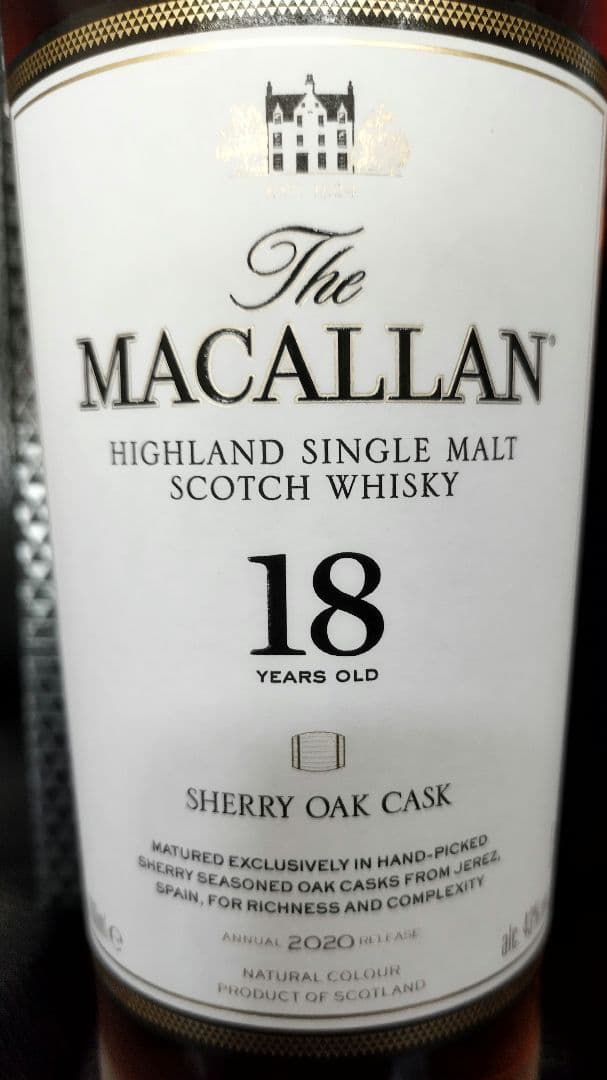 The
MACALLAN®
HIGHLAND SINGLE MALT
SCOTCH WHISKY
18
YEARS OLD
SHERRY OAK CASK
MATURED EXCLUSIVELY IN HAND-PICKED
SHERRY SEASONED OAK CASKS FROM JEREZ,
SPAIN, FOR RICHNESS AND COMPLEXITY
ANNUAL 2020 RELEASE
alc.
NATURAL COLOUR
PRODUCT OF SCOTLAND